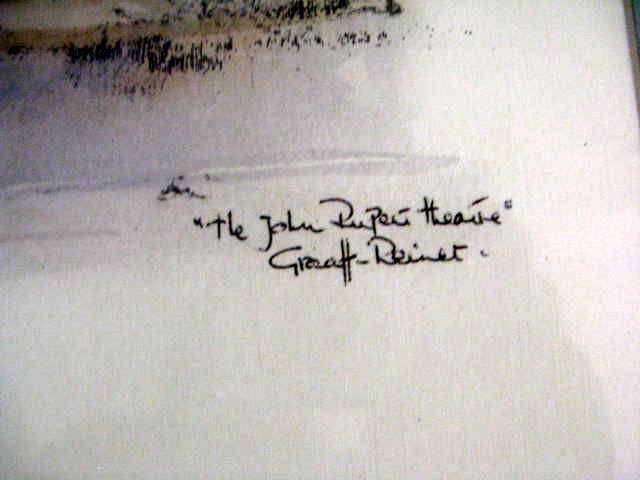 "the John Rupert theatre"
Graaff-Reinet.